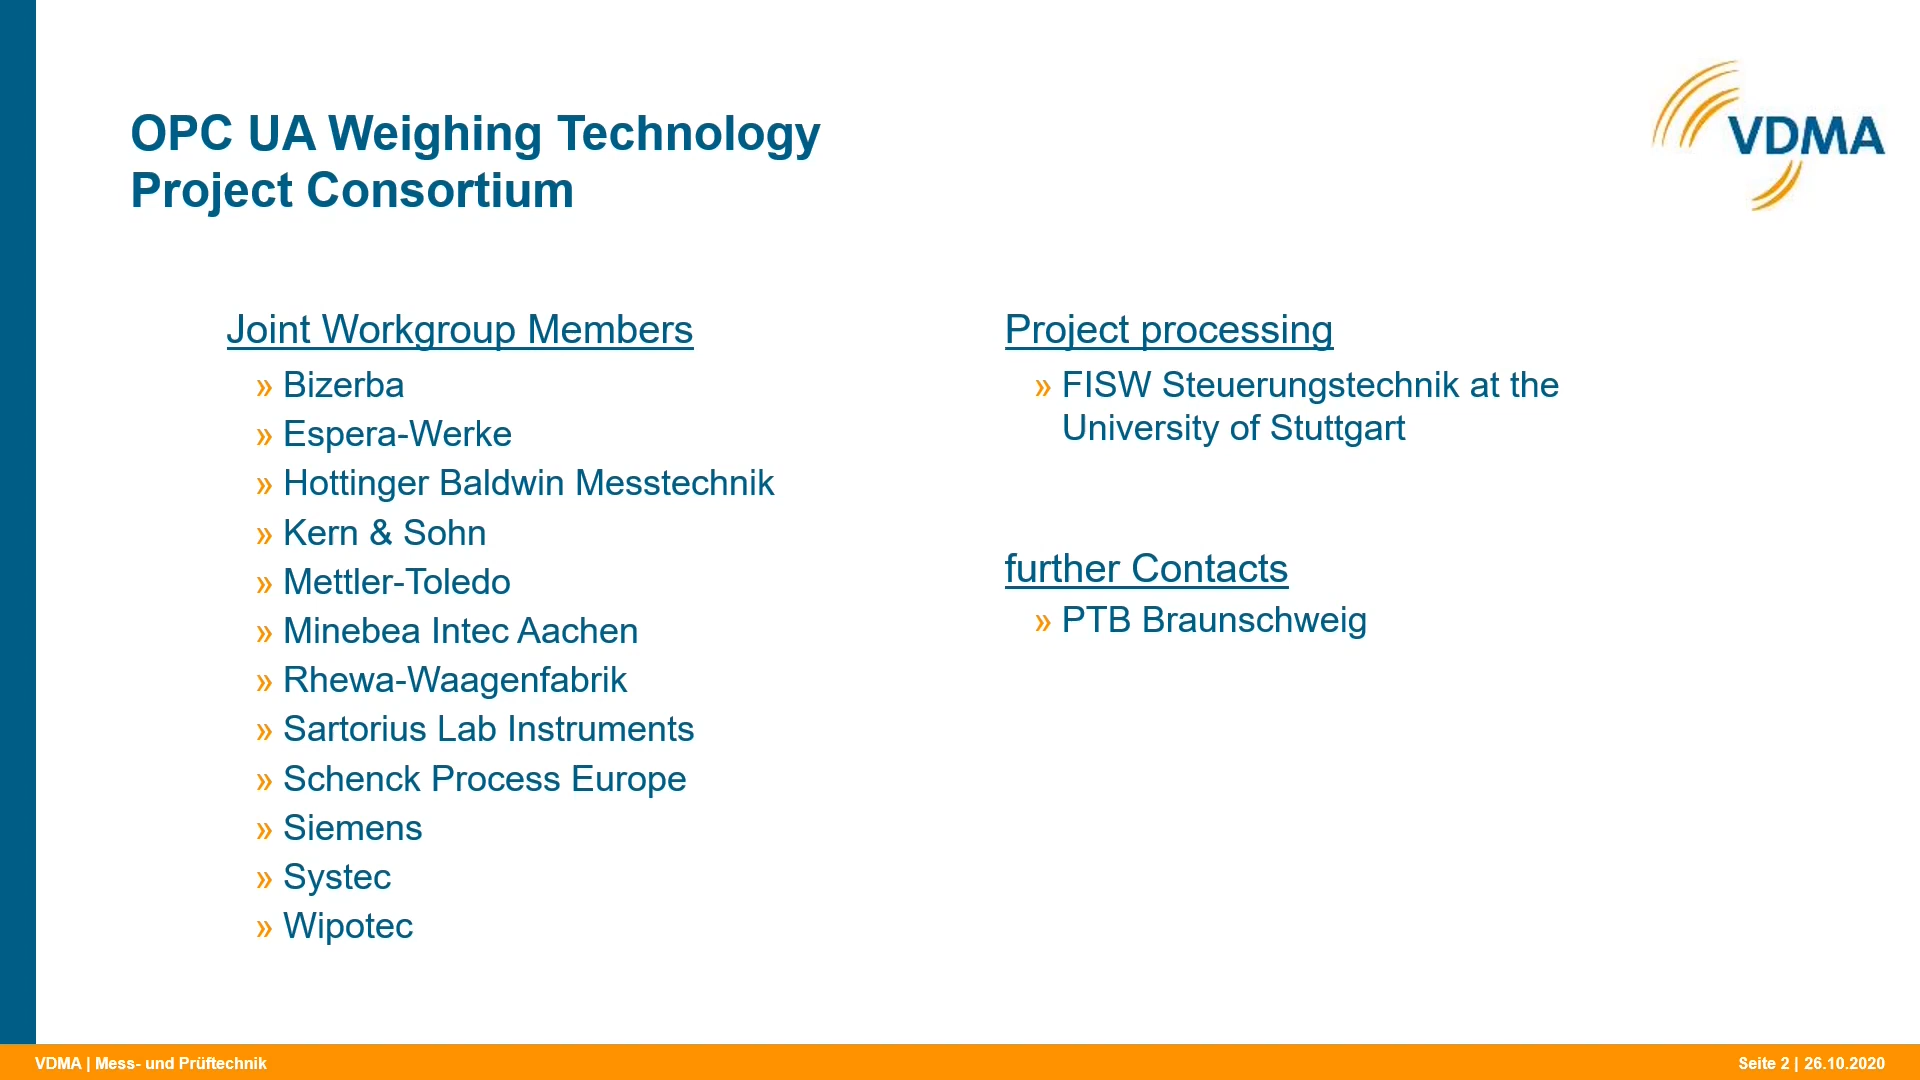 OPC UA Weighing Technology
Project Consortium
VDMA
Joint Workgroup Members
» Bizerba
» Espera-Werke
» Hottinger Baldwin Messtechnik
» Kern & Sohn
» Mettler-Toledo
» Minebea Intec Aachen
» Rhewa-Waagenfabrik
» Sartorius Lab Instruments
» Schenck Process Europe
» Siemens
» Systec
» Wipotec
Project processing
» FISW Steuerungstechnik at the
University of Stuttgart
further Contacts
» PTB Braunschweig
VDMA | Mess- und Prüftechnik
Seite 2 | 26.10.2020